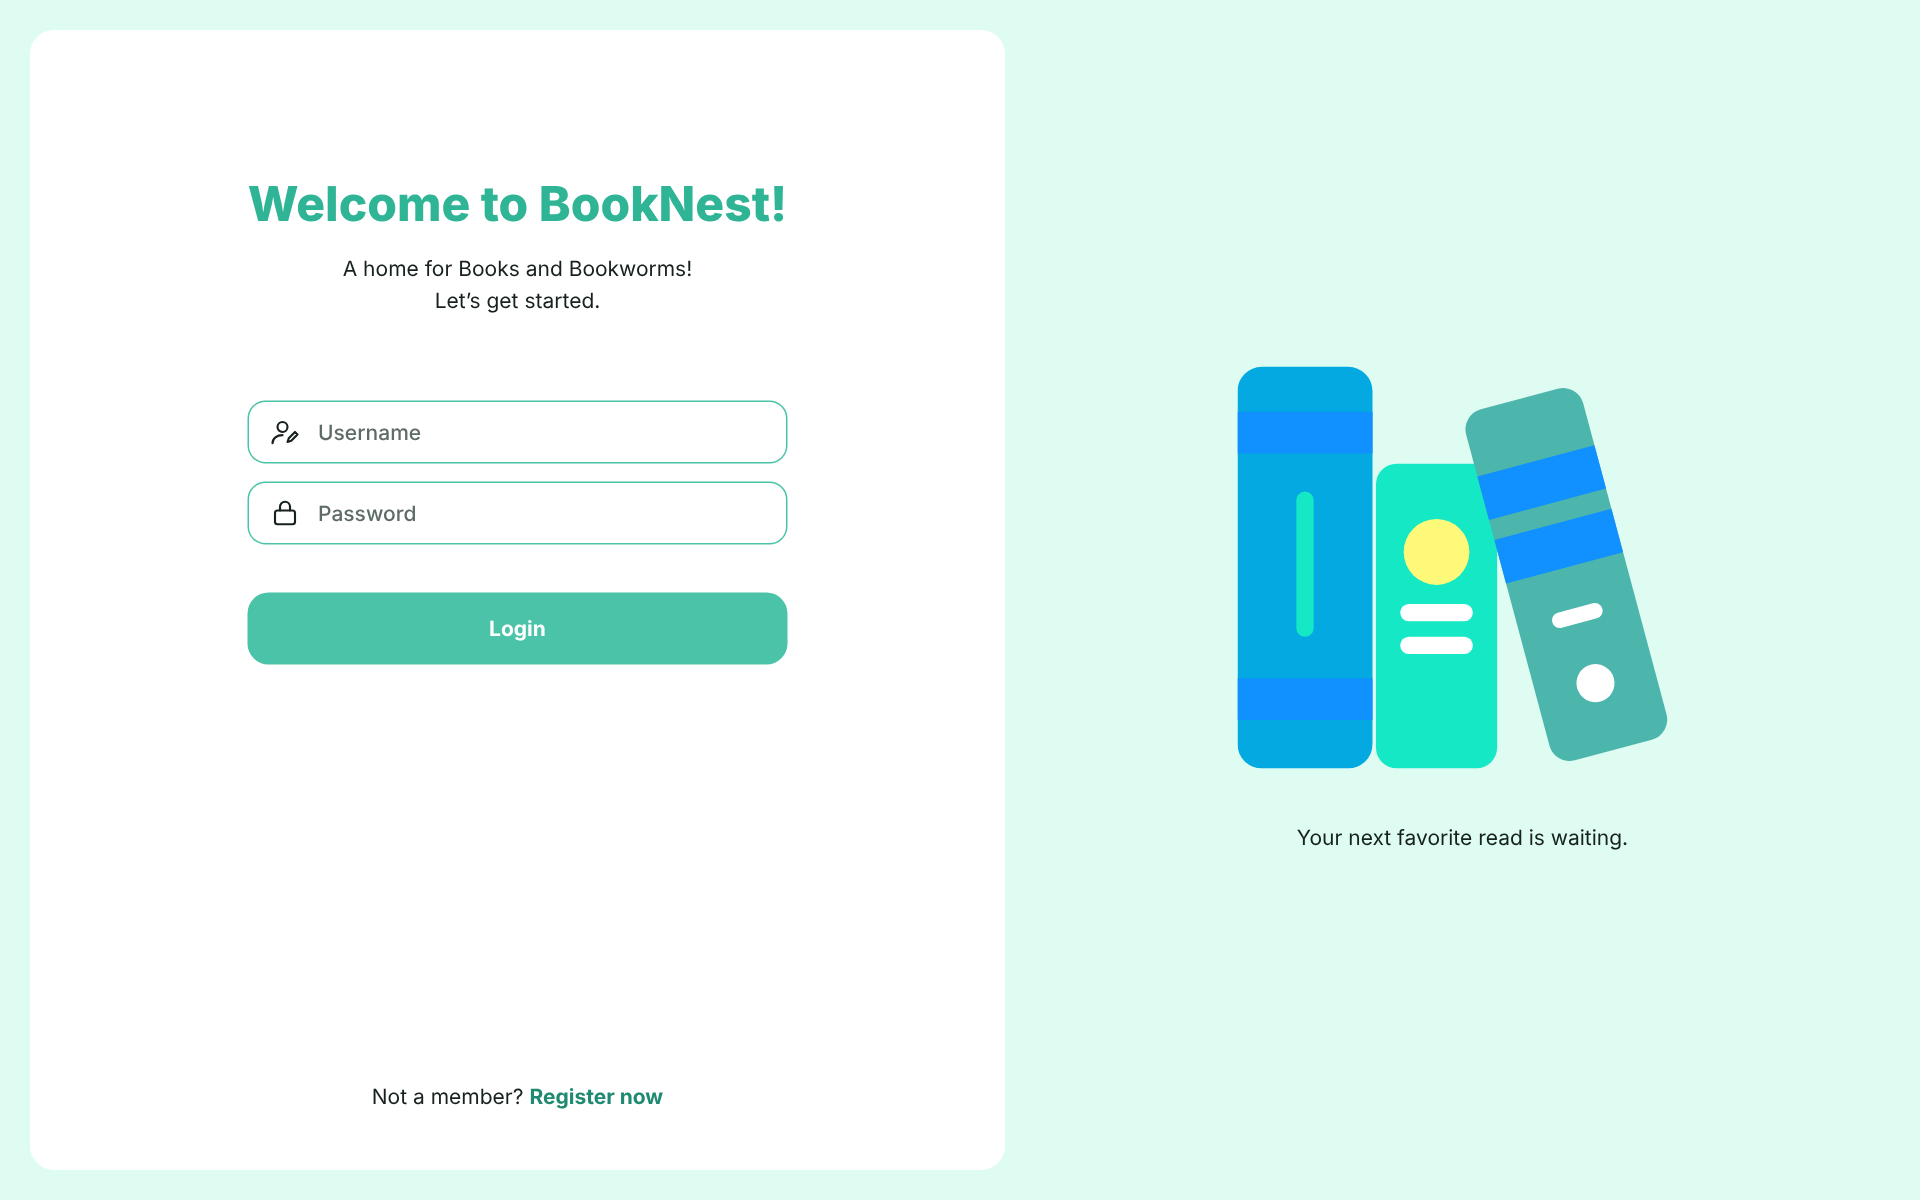 Welcome to BookNest!
A home for Books and Bookworms!
Let’s get started.
Username
Password
Login
Not a member? Register now
Your next favorite read is waiting.